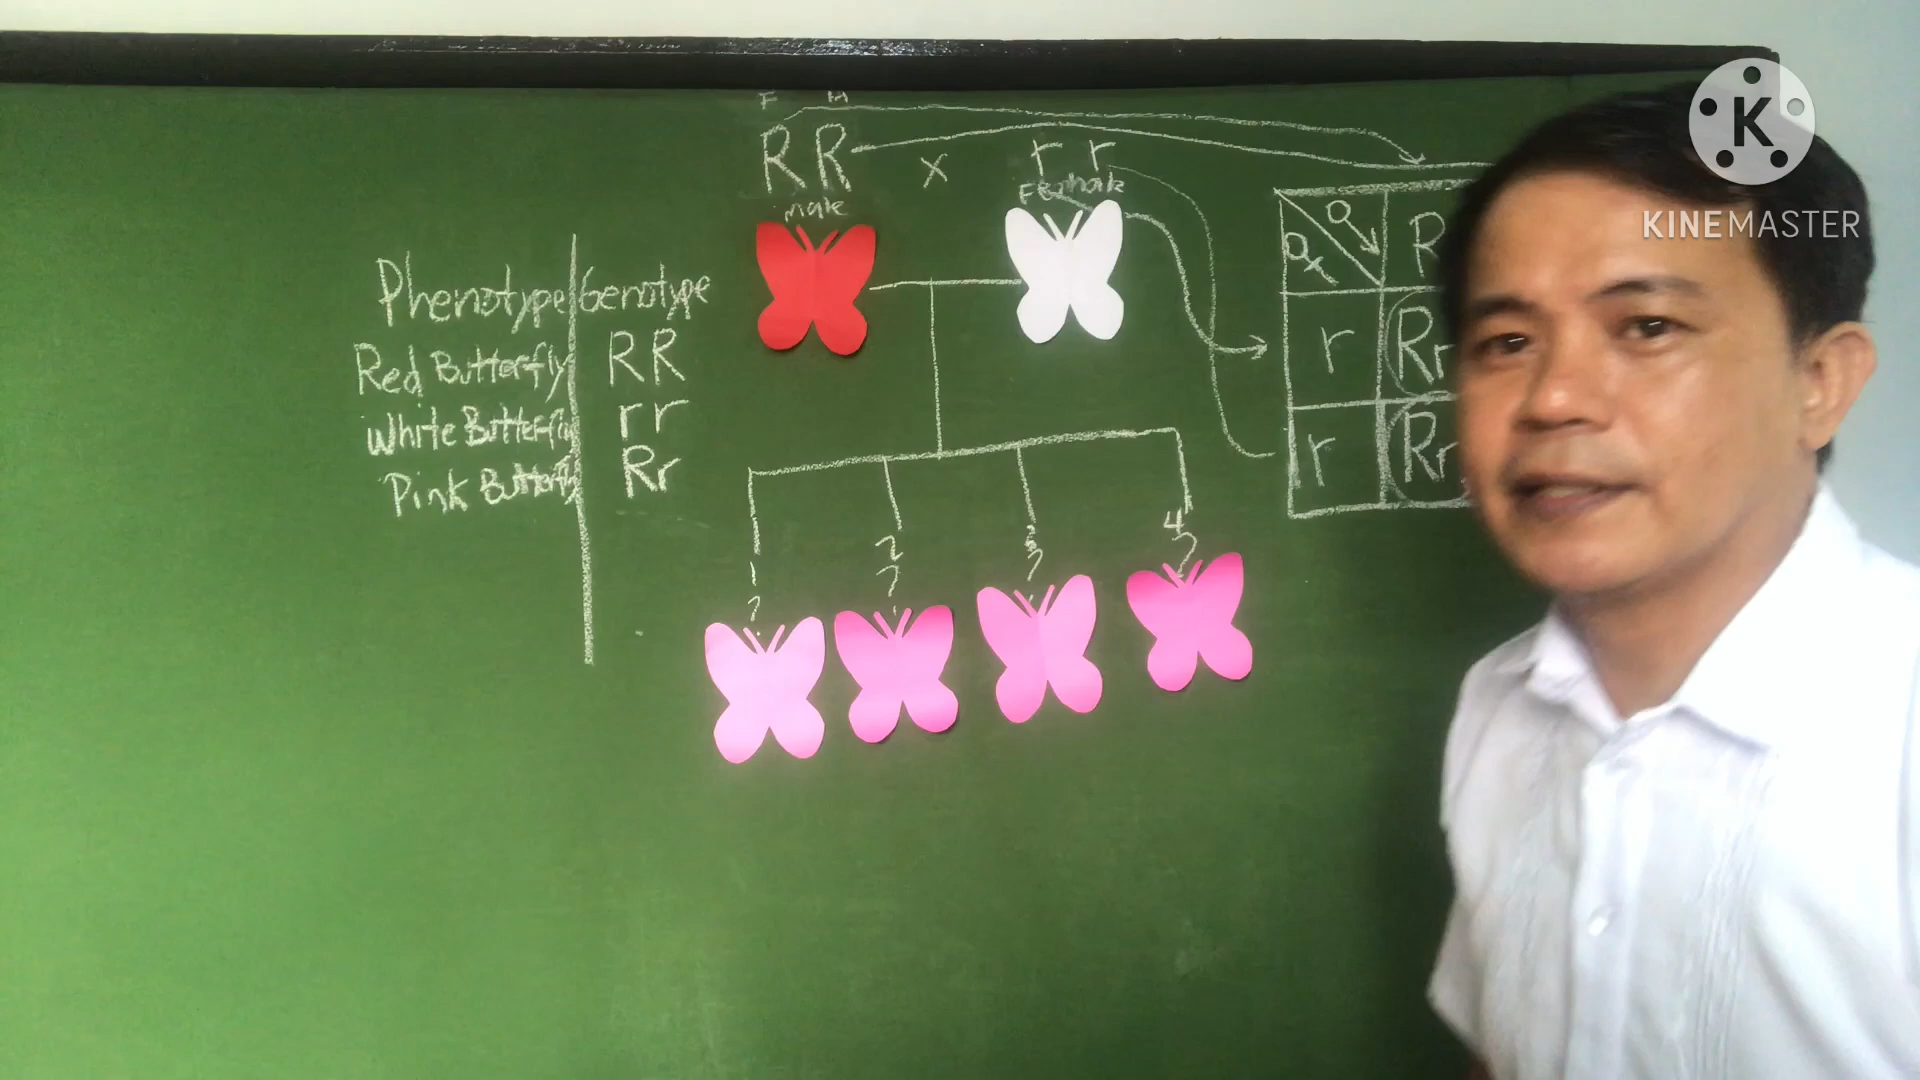 F M
RR x rr
male Female
K
KINEMASTER
Phenotype Genotype
Red Butterfly RR
White Butterfly rr
Pink Butterfly Rr
♂ R
♀
r Rr
r Rr
1 2 3 4
? ? ? ?